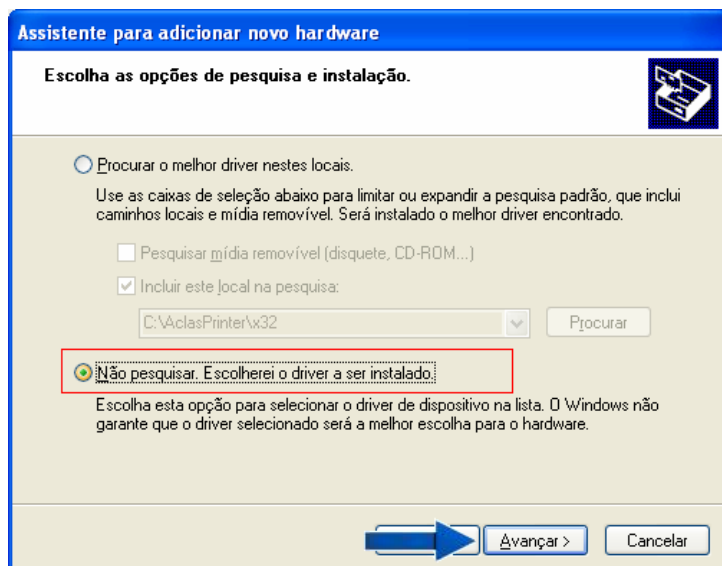 Assistente para adicionar novo hardware
Escolha as opções de pesquisa e instalação.
Procurar o melhor driver nestes locais.
Use as caixas de seleção abaixo para limitar ou expandir a pesquisa padrão, que inclui
caminhos locais e mídia removível. Será instalado o melhor driver encontrado.
Pesquisar mídia removível (disquete, CD-ROM...)
Incluir este local na pesquisa:
C:\AclasPrinter\x32
Procurar
Não pesquisar. Escolherei o driver a ser instalado.
Escolha esta opção para selecionar o driver de dispositivo na lista. O Windows não
garante que o driver selecionado será a melhor escolha para o hardware.
Avançar >
Cancelar